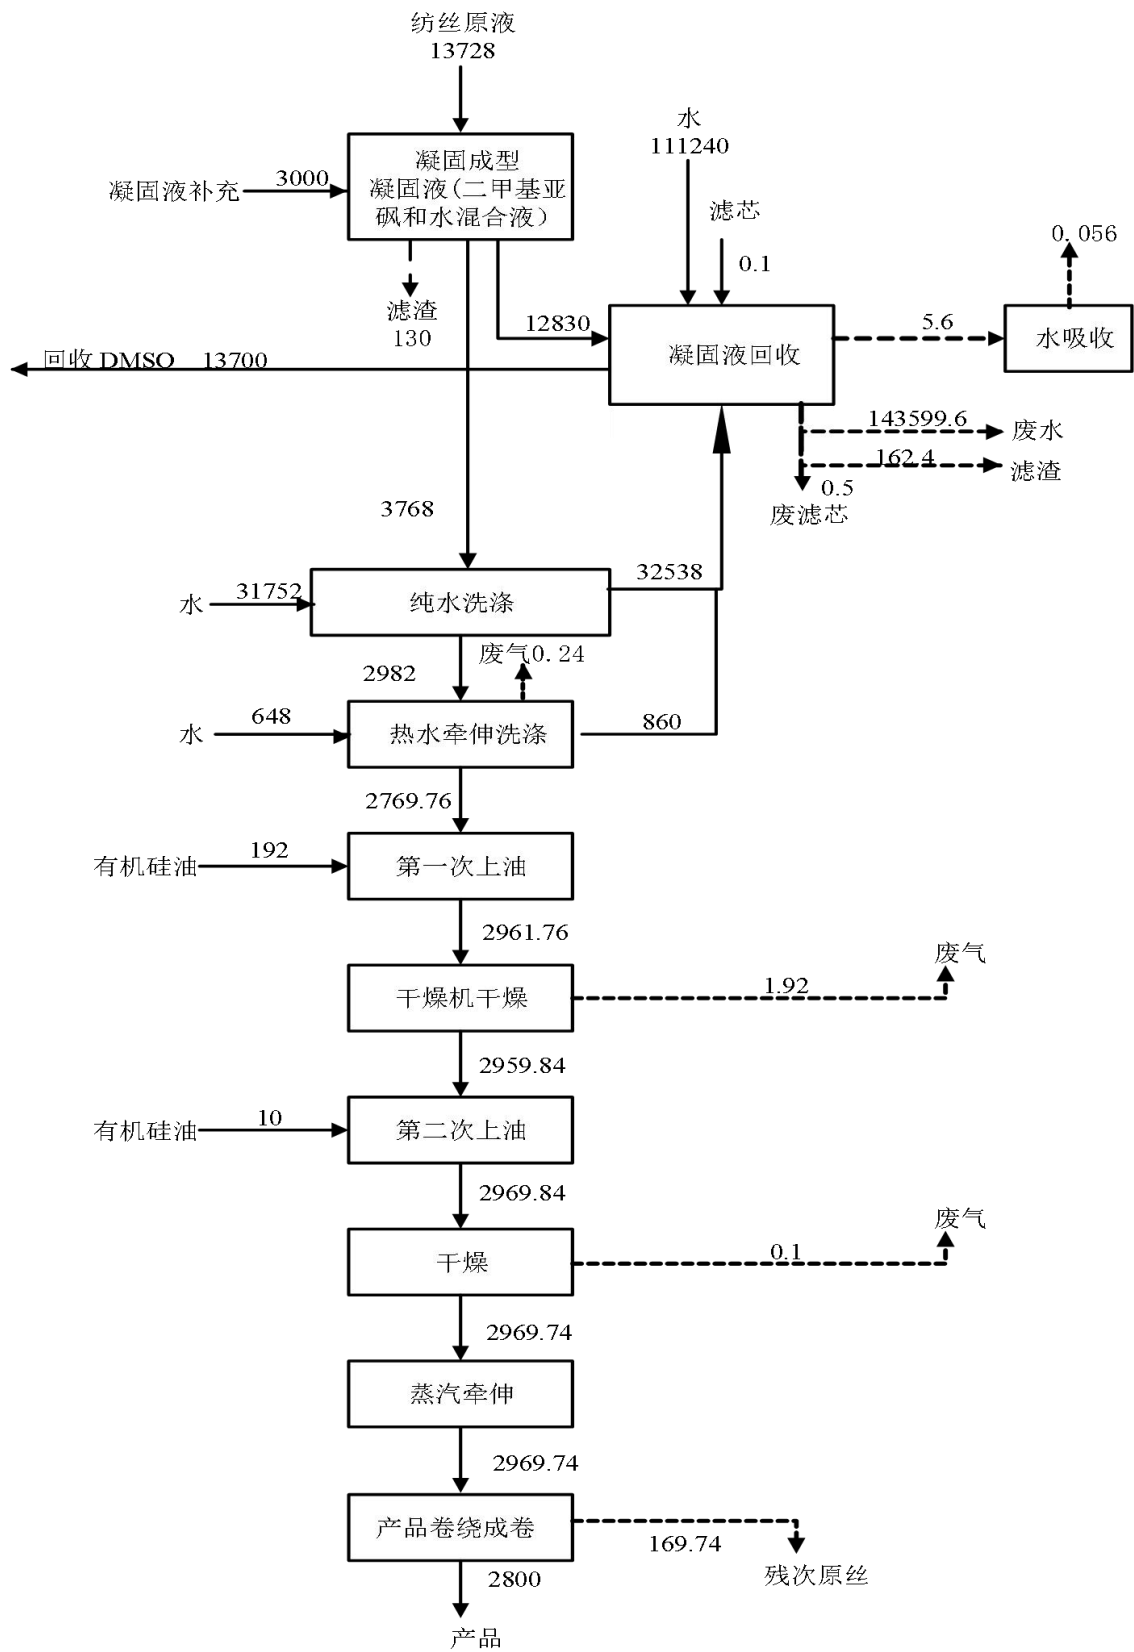 纺丝原液
13728
水
111240
凝固成型
凝固液(二甲基亚
砜和水混合液)
凝固液补充
3000
滤芯
0.1
0.056
滤渣
130
12830
凝固液回收
5.6
水吸收
回收 DMSO 13700
143599.6
废水
162.4
滤渣
0.5
废滤芯
3768
32538
水
31752
纯水洗涤
2982
废气0.24
水
648
热水牵伸洗涤
860
2769.76
有机硅油
192
第一次上油
2961.76
废气
干燥机干燥
1.92
2959.84
有机硅油
10
第二次上油
2969.84
废气
干燥
0.1
2969.74
蒸汽牵伸
2969.74
产品卷绕成卷
169.74
残次原丝
2800
产品